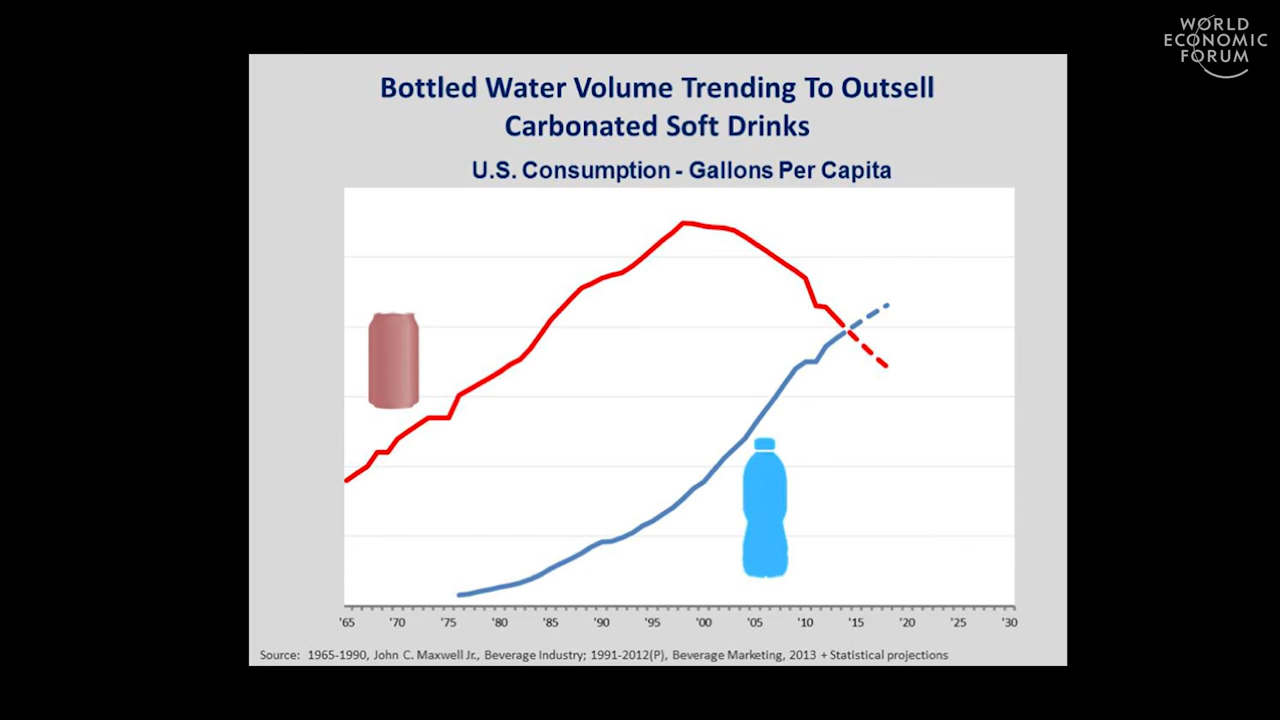 WORLD
ECONOMIC
FORUM
Bottled Water Volume Trending To Outsell
Carbonated Soft Drinks
U.S. Consumption - Gallons Per Capita
'65 '70 '75 '80 '85 '90 '95 '00 '05 '10 '15 '20 '25 '30
Source: 1965-1990, John C. Maxwell Jr., Beverage Industry; 1991-2012(P), Beverage Marketing, 2013 + Statistical projections